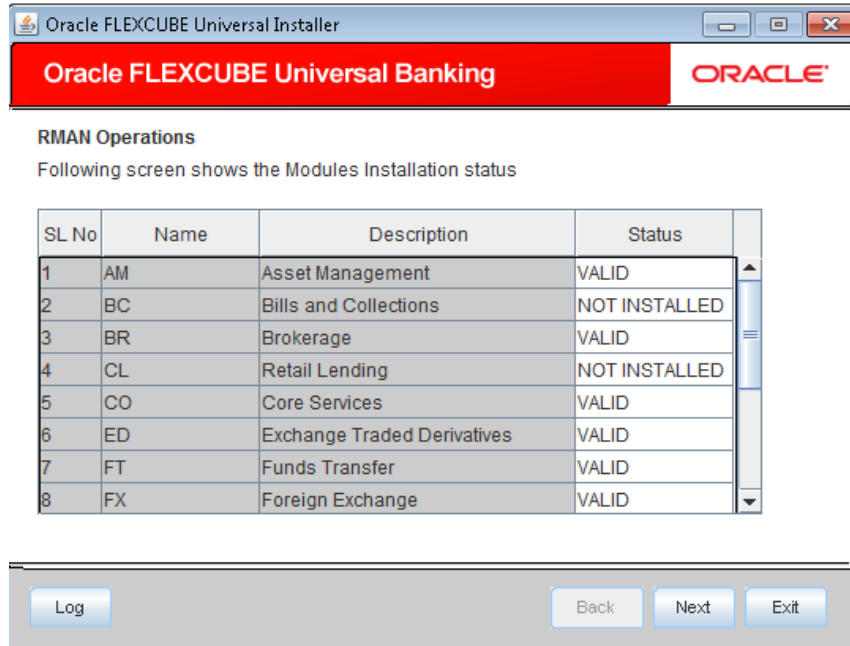 Oracle FLEXCUBE Universal Installer
Oracle FLEXCUBE Universal Banking ORACLE
RMAN Operations
Following screen shows the Modules Installation status
SL No Name Description Status
1 AM Asset Management VALID
2 BC Bills and Collections NOT INSTALLED
3 BR Brokerage VALID
4 CL Retail Lending NOT INSTALLED
5 CO Core Services VALID
6 ED Exchange Traded Derivatives VALID
7 FT Funds Transfer VALID
8 FX Foreign Exchange VALID
Log Back Next Exit